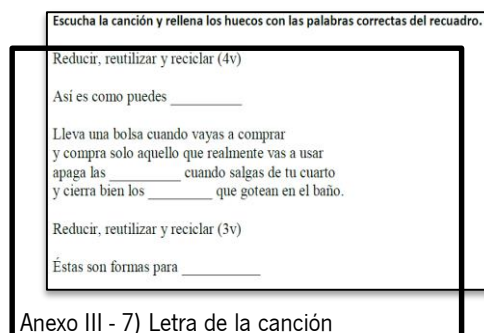 Escucha la canción y rellena los huecos con las palabras correctas del recuadro.
Reducir, reutilizar y reciclar (4v)
Así es como puedes __________
Lleva una bolsa cuando vayas a comprar
y compra solo aquello que realmente vas a usar
apaga las __________ cuando salgas de tu cuarto
y cierra bien los _________ que gotean en el baño.
Reducir, reutilizar y reciclar (3v)
Éstas son formas para ___________
Anexo III - 7) Letra de la canción